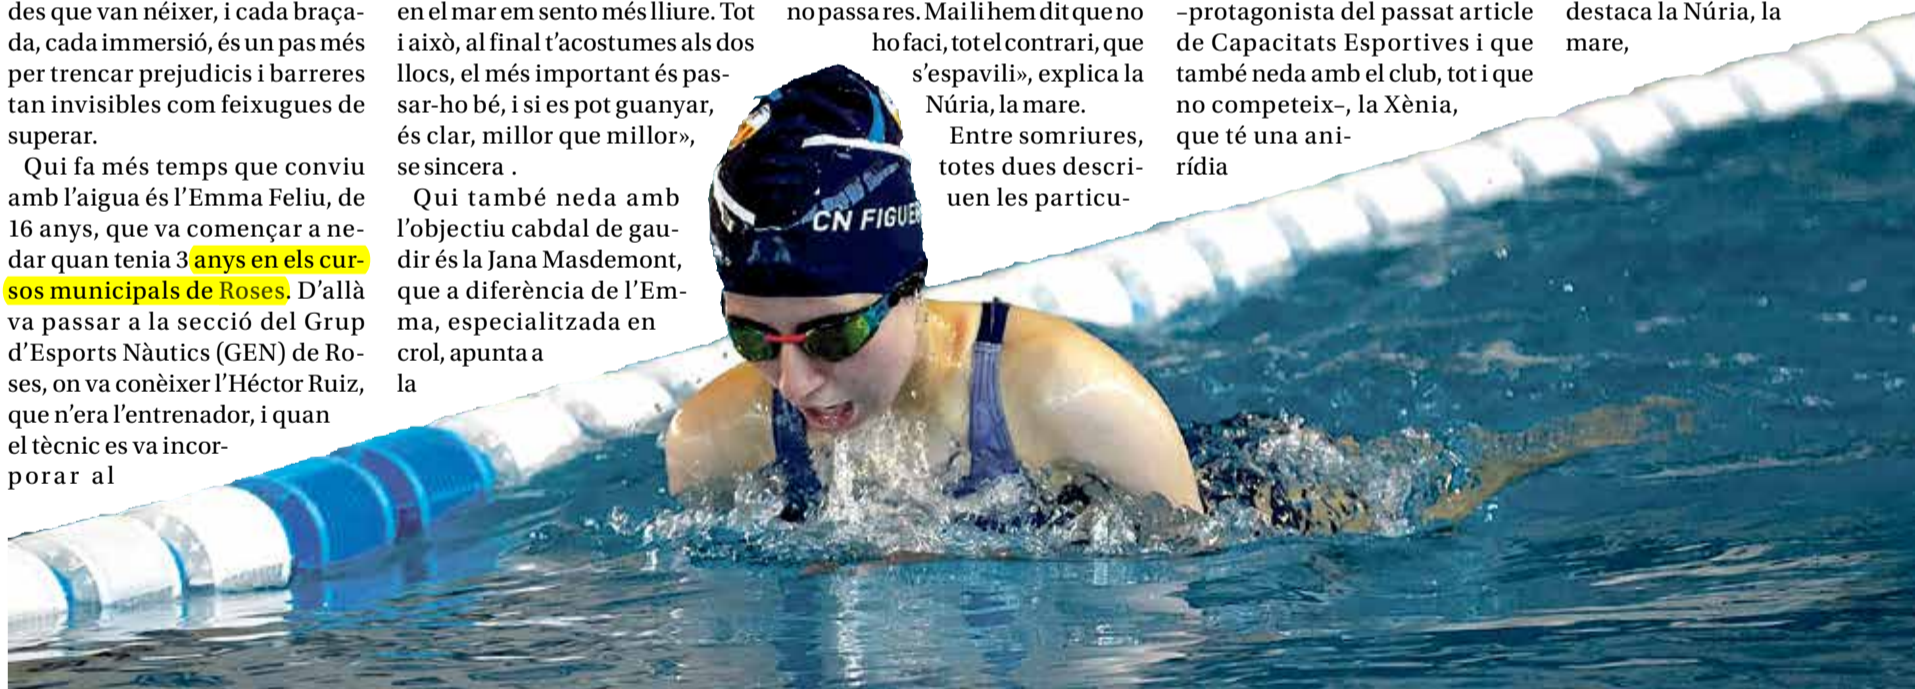 des que van néixer, i cada braça-
da, cada immersió, és un pas més
per trencar prejudicis i barreres
tan invisibles com feixugues de
superar.
Qui fa més temps que conviu
amb l'aigua és l'Emma Feliu, de
16 anys, que va començar a ne-
dar quan tenia 3 anys en els cur-
sos municipals de Roses. D'allà
va passar a la secció del Grup
d'Esports Nàutics (GEN) de Ro-
ses, on va conèixer l'Héctor Ruiz,
que n'era l'entrenador, i quan
el tècnic es va incor-
porar al
en el mar em sento més lliure. Tot
i això, al final t'acostumes als dos
llocs, el més important és pas-
sar-ho bé, i si es pot guanyar,
és clar, millor que millor»,
se sincera .
Qui també neda amb
l'objectiu cabdal de gau-
dir és la Jana Masdemont,
que a diferència de l'Em-
ma, especialitzada en
crol, apunta a
la
no passa res. Mai li hem dit que no
ho faci, tot el contrari, que
s'espavili», explica la
Núria, la mare.
Entre somriures,
totes dues descri-
uen les particu-
–protagonista del passat article
de Capacitats Esportives i que
també neda amb el club, tot i que
no competeix–, la Xènia,
que té una ani-
rídia
destaca la Núria, la
mare,
CN FIGUER